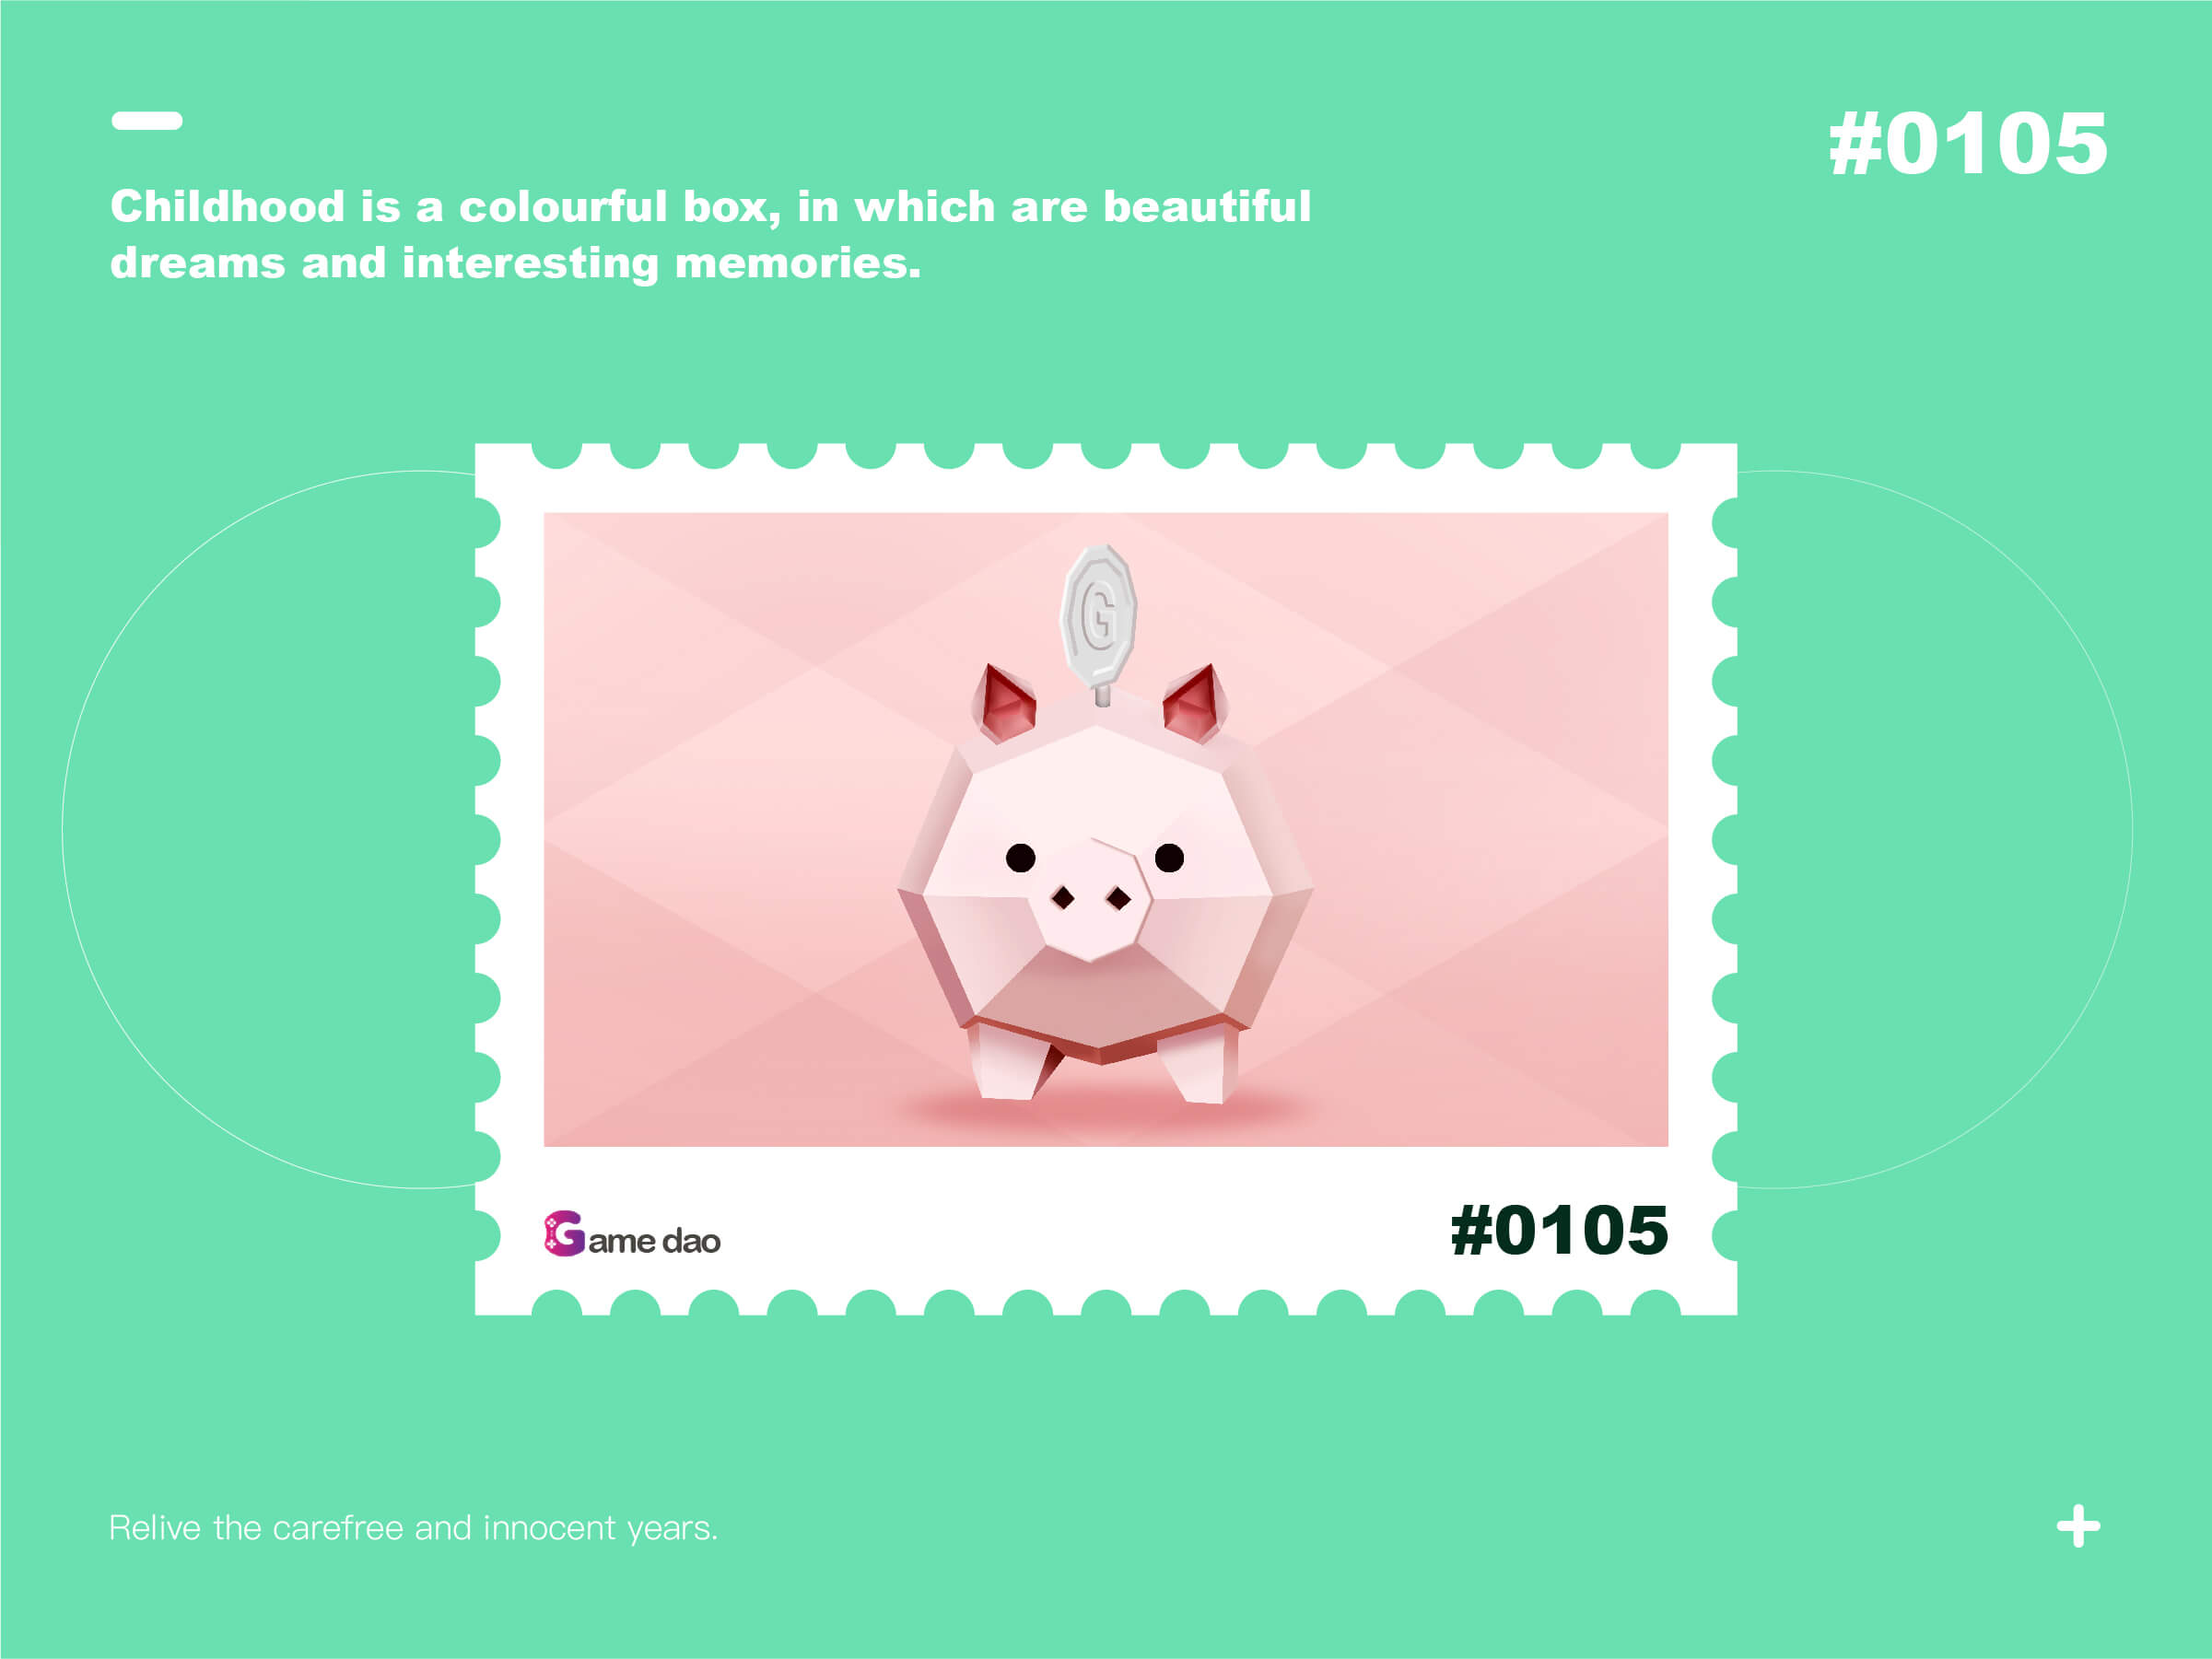 #0105
Childhood is a colourful box, in which are beautiful
dreams and interesting memories.
G
Game dao
#0105
Relive the carefree and innocent years.